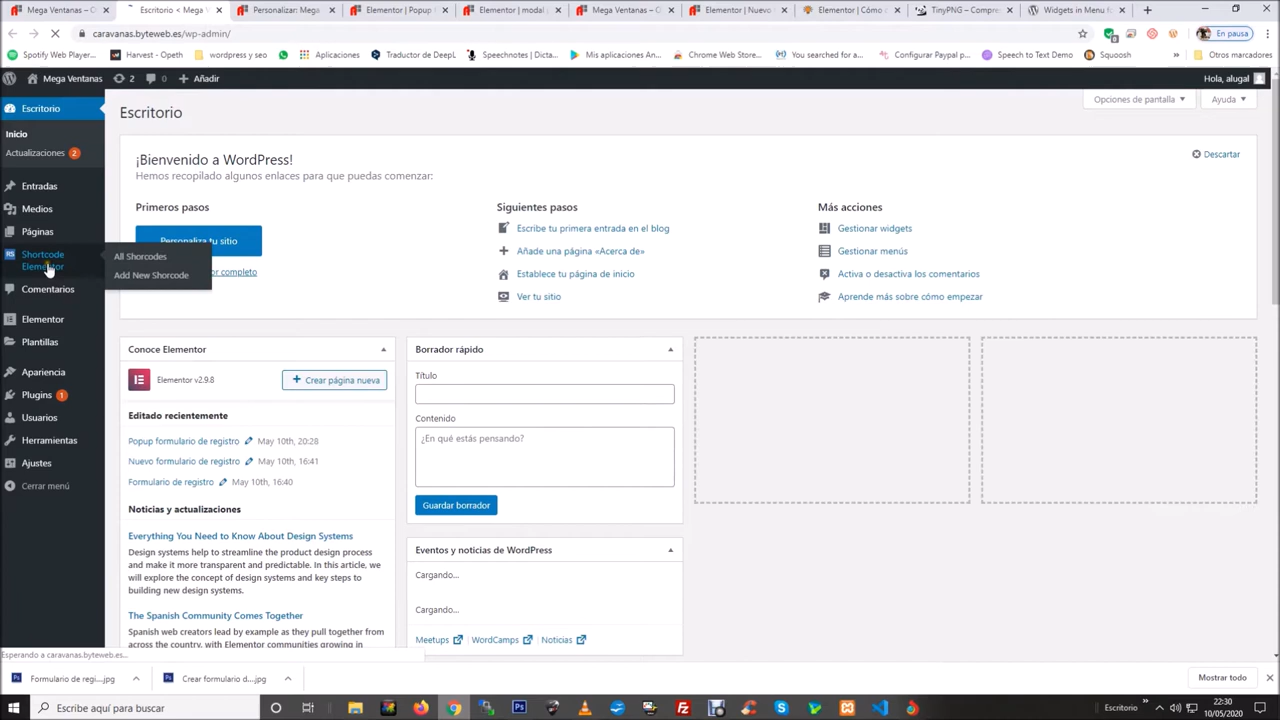 Mega Ventanas – O
Escritorio < Mega V
Personalizar: Mega
Elementor | Popup
Elementor | modal
Mega Ventanas – O
Elementor | Nuevo
Elementor | Cómo
TinyPNG – Compre
Widgets in Menu fo
caravanas.byteweb.es/wp-admin/
En pausa
Spotify Web Player...
Harvest - Opeth
wordpress y seo
Aplicaciones
Traductor de DeepL
Speechnotes | Dicta...
Mis aplicaciones An...
Chrome Web Store...
You searched for a...
Configurar Paypal p...
Speech to Text Demo
Squoosh
Otros marcadores
Mega Ventanas
2
0
Añadir
Hola, alugal
Escritorio
Inicio
Actualizaciones 2
Entradas
Medios
Páginas
Shortcode
Elementor
All Shorcodes
Add New Shorcode
Comentarios
Elementor
Plantillas
Apariencia
Plugins 1
Usuarios
Herramientas
Ajustes
Cerrar menú
Escritorio
Opciones de pantalla
Ayuda
¡Bienvenido a WordPress!
Descartar
Hemos recopilado algunos enlaces para que puedas comenzar:
Primeros pasos
Personaliza tu sitio
completo
Siguientes pasos
Escribe tu primera entrada en el blog
Añade una página «Acerca de»
Establece tu página de inicio
Ver tu sitio
Más acciones
Gestionar widgets
Gestionar menús
Activa o desactiva los comentarios
Aprende más sobre cómo empezar
Conoce Elementor
Elementor v2.9.8
Crear página nueva
Editado recientemente
Popup formulario de registro May 10th, 20:28
Nuevo formulario de registro May 10th, 16:41
Formulario de registro May 10th, 16:40
Noticias y actualizaciones
Everything You Need to Know About Design Systems
Design systems help to streamline the product design process
and make it more transparent and predictable. In this article, we
will explore the concept of design systems and key steps to
building new design systems.
The Spanish Community Comes Together
Spanish web creators lead by example as they pull together from
across the country, with Elementor communities growing in
Borrador rápido
Título
Contenido
¿En qué estás pensando?
Guardar borrador
Eventos y noticias de WordPress
Cargando...
Cargando...
Meetups
WordCamps
Noticias
Esperando a caravanas.byteweb.es...
Formulario de regi....jpg
Crear formulario d....jpg
Mostrar todo
Escribe aquí para buscar
22:30
10/05/2020